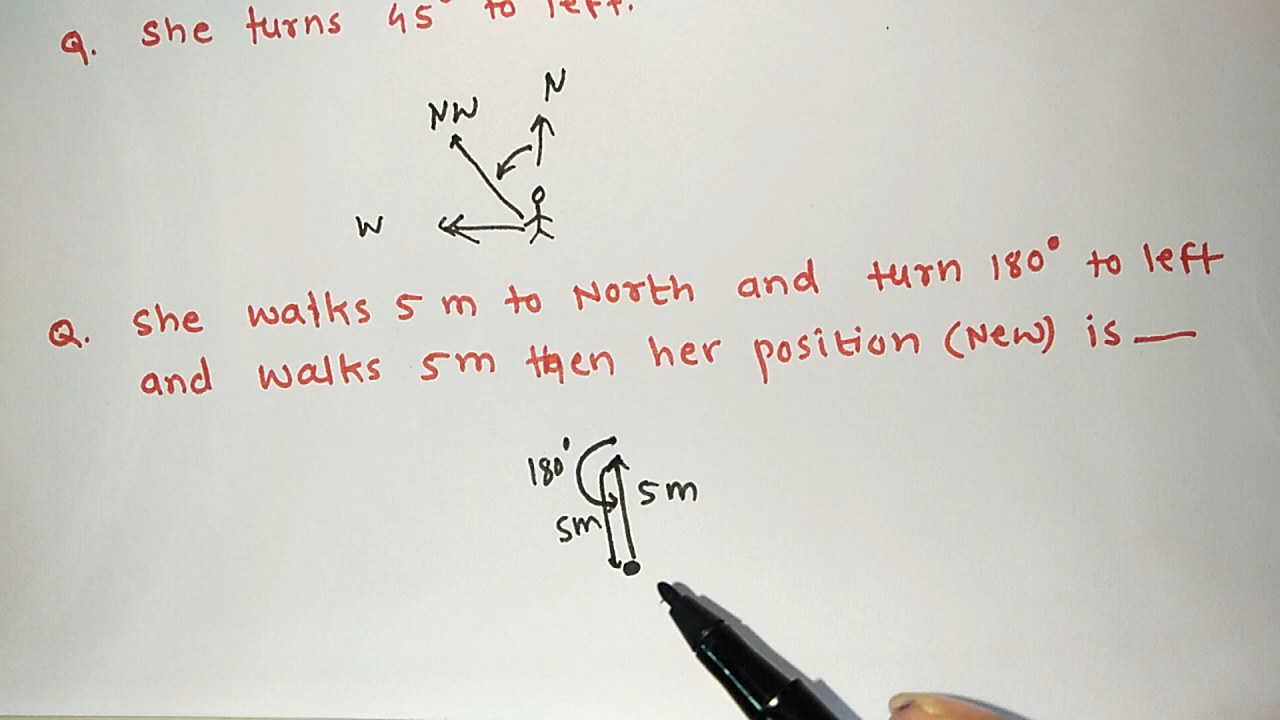 Q. She turns 45° to left.
N
NW
W
Q. She walks 5 m to North and turn 180° to left
and walks 5m then her position (New) is —
180°
5m
5m